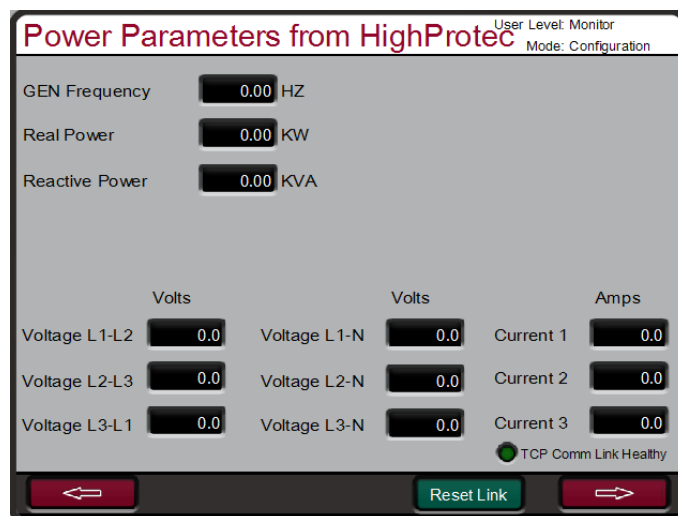 Power Parameters from HighProtec
User Level: Monitor
Mode: Configuration
GEN Frequency 0.00 HZ
Real Power 0.00 KW
Reactive Power 0.00 KVA
Volts Volts Amps
Voltage L1-L2 0.0 Voltage L1-N 0.0 Current 1 0.0
Voltage L2-L3 0.0 Voltage L2-N 0.0 Current 2 0.0
Voltage L3-L1 0.0 Voltage L3-N 0.0 Current 3 0.0
TCP Comm Link Healthy
Reset Link